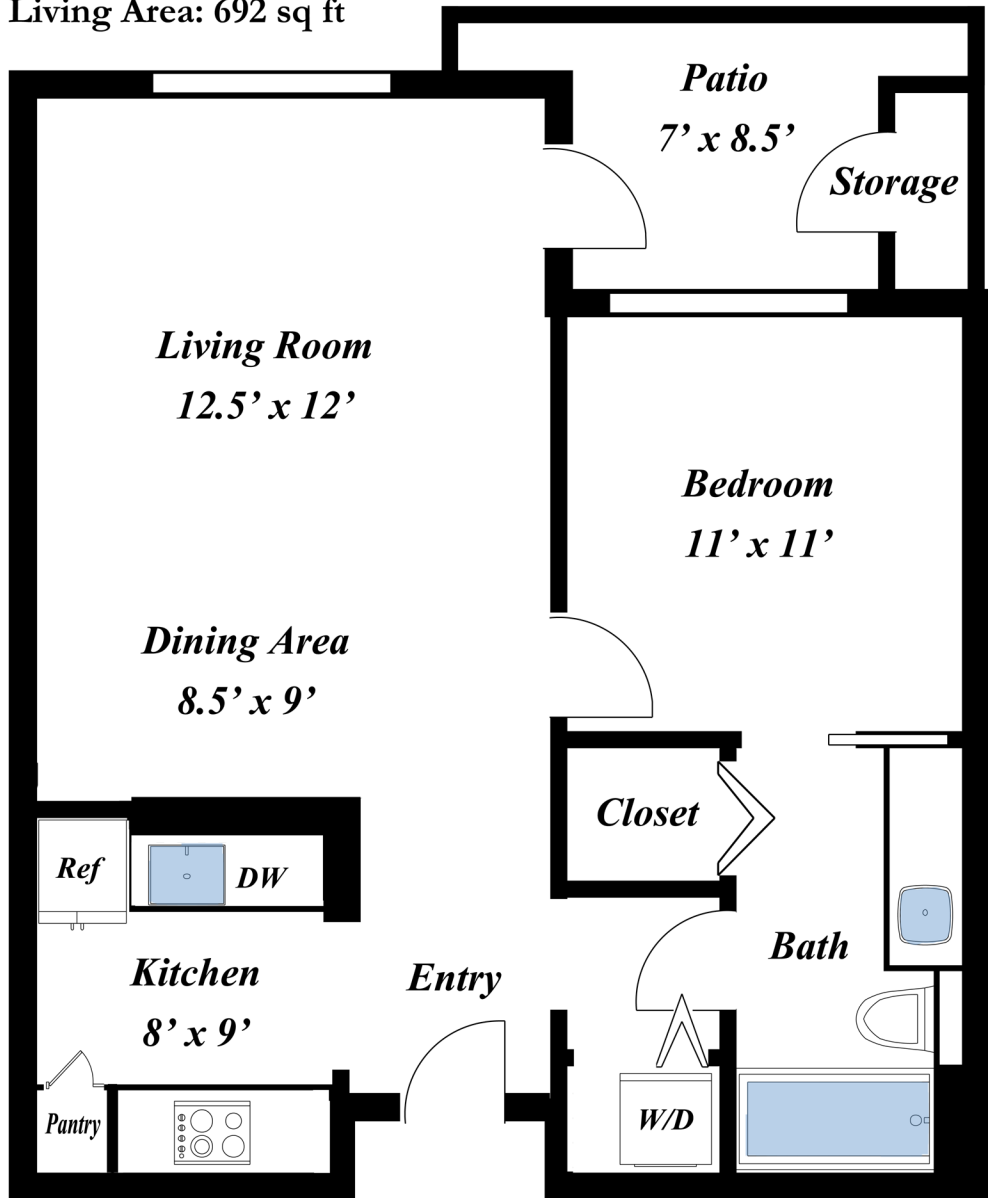 Living Area: 692 sq ft
Patio
7’ x 8.5’
Storage
Living Room
12.5’ x 12’
Bedroom
11’ x 11’
Dining Area
8.5’ x 9’
Closet
Ref
DW
Bath
Kitchen
8’ x 9’
Entry
Pantry
W/D